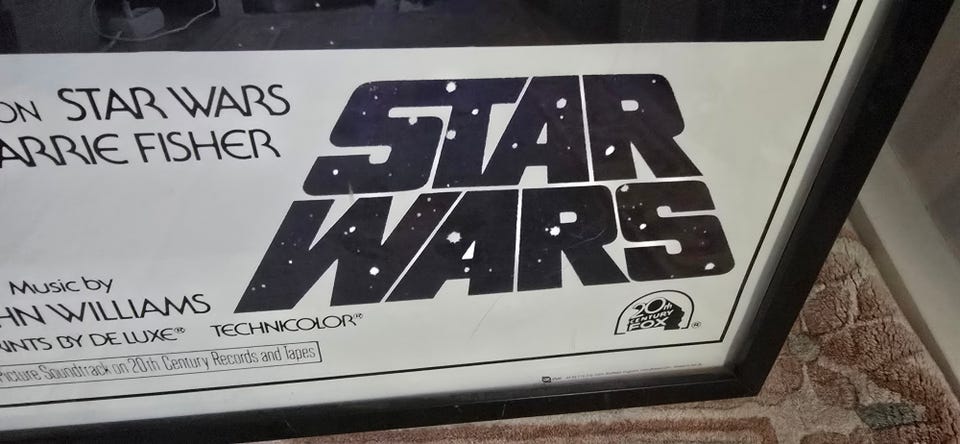 ON STAR WARS
ARRIE FISHER
STAR
WARS
Music by
HN WILLIAMS
INTS BY DE LUXE® TECHNICOLOR®
Picture Soundtrack on 20th Century Records and Tapes
20th
CENTURY
FOX ®